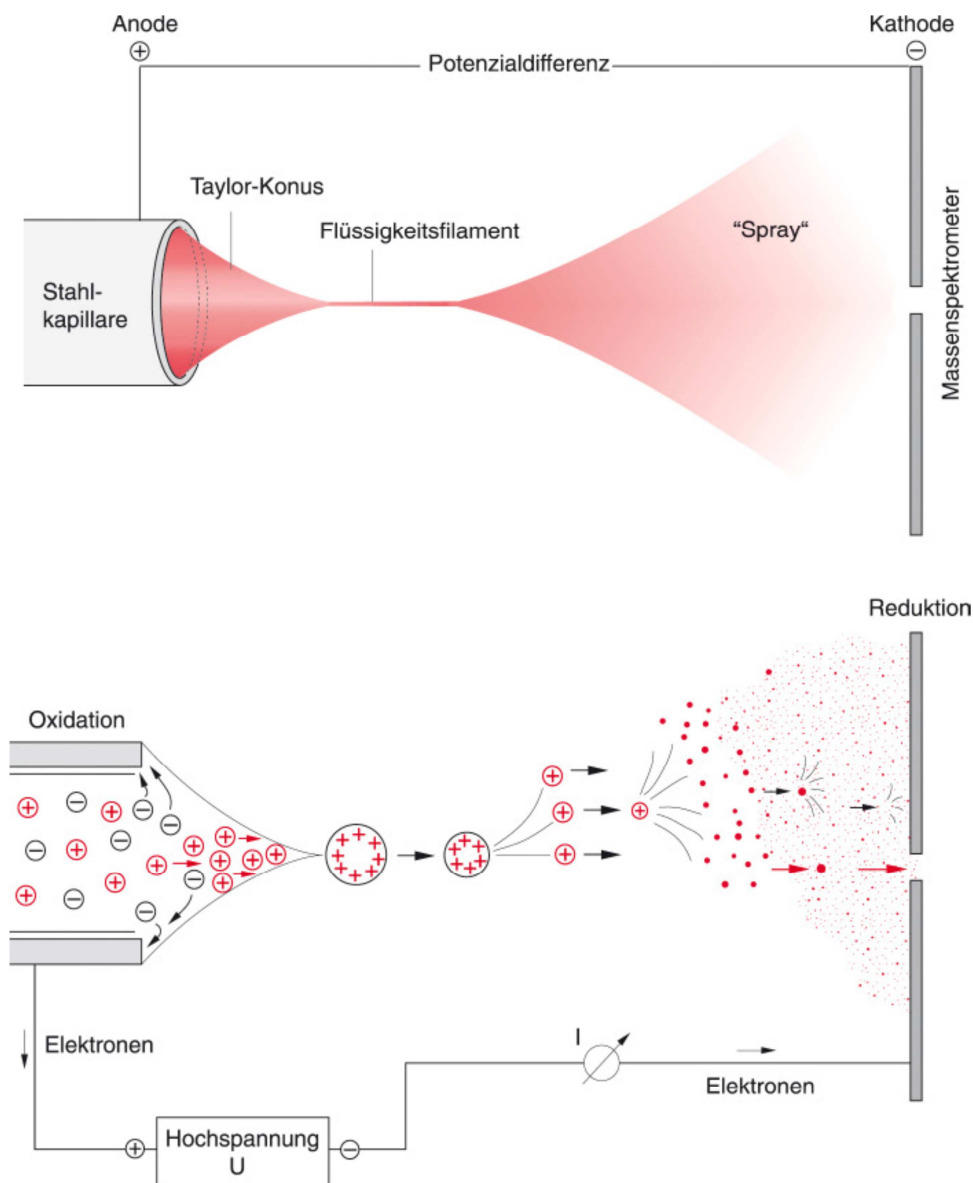 Anode
Kathode
+
−
Potenzialdifferenz
Taylor-Konus
Flüssigkeitsfilament
“Spray“
Stahl-
kapillare
Massenspektrometer
Reduktion
Oxidation
Elektronen
I
Elektronen
+
Hochspannung
U
−